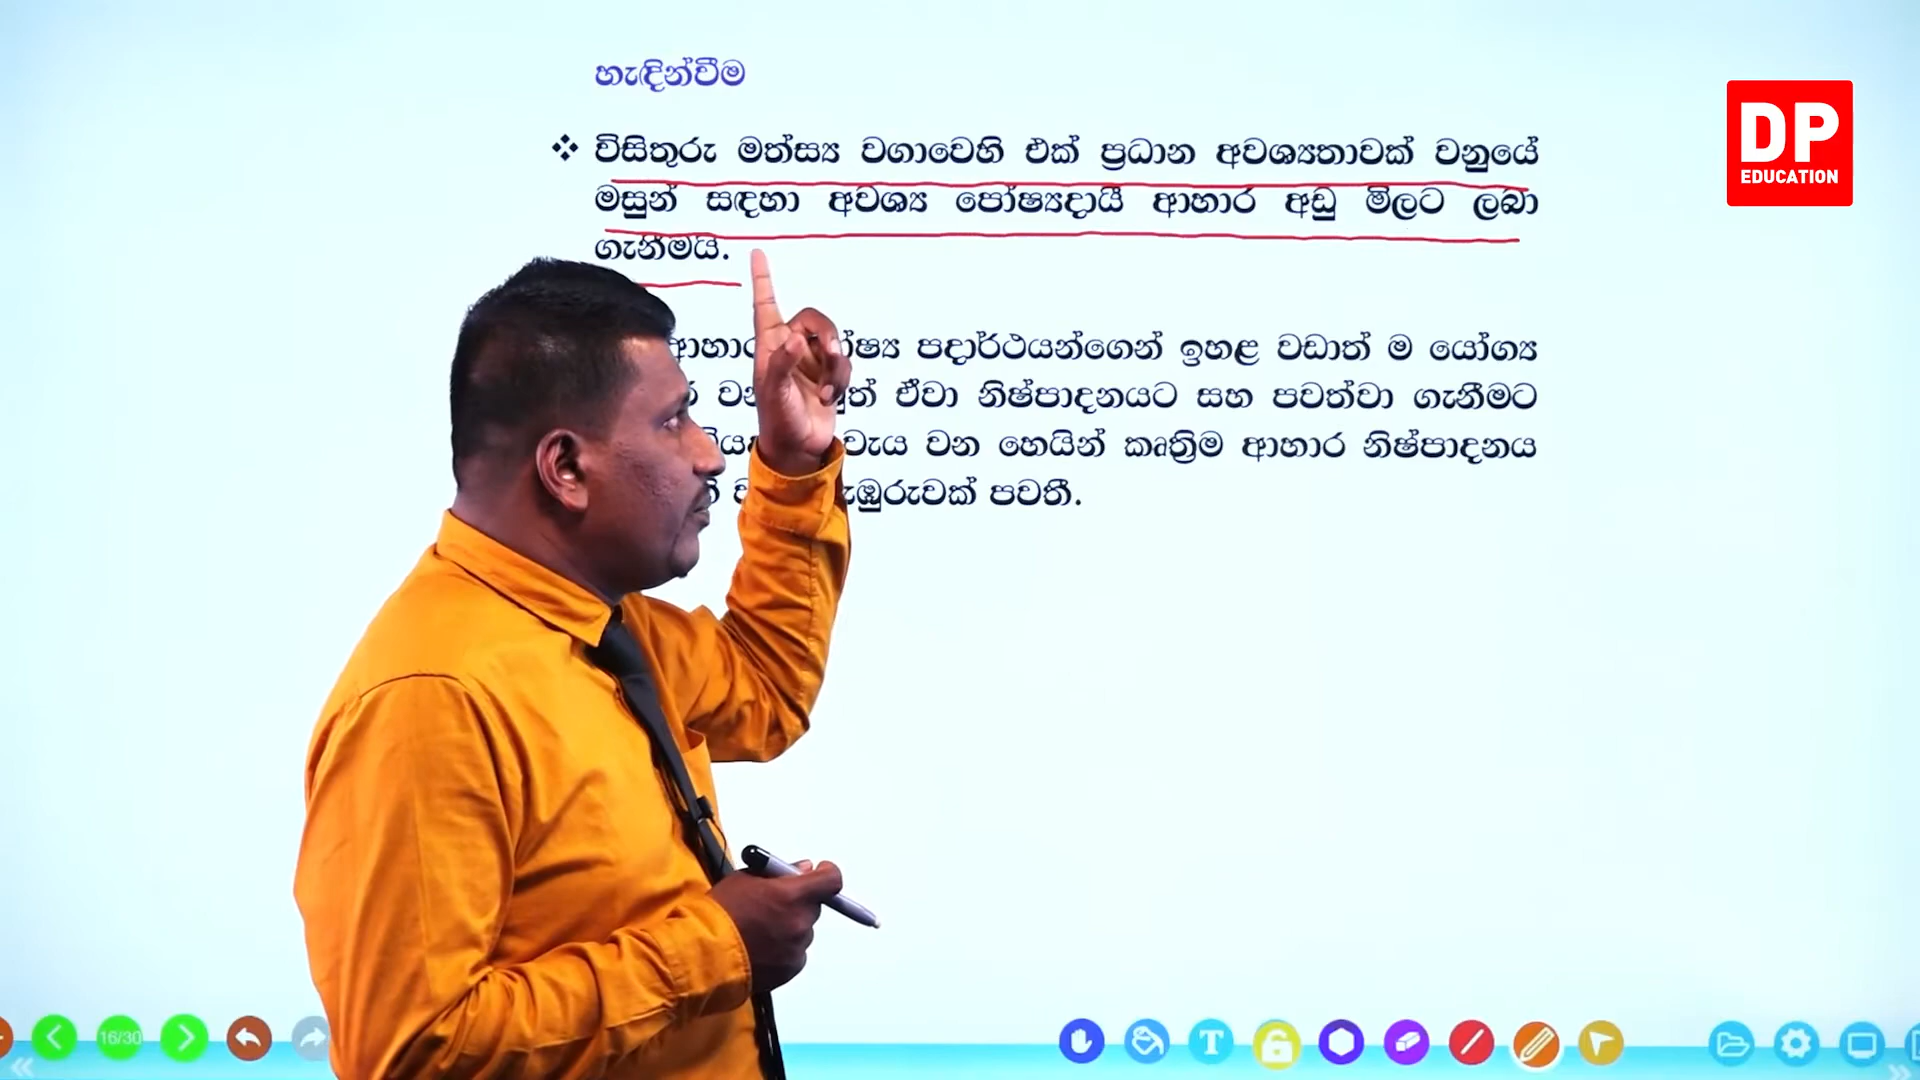 හැඳින්වීම
❖ විසිතුරු මත්ස්‍ය වගාවෙහි එක් ප්‍රධාන අවශ්‍යතාවක් වනුයේ
මසුන් සඳහා අවශ්‍ය පෝෂ්‍යදායී ආහාර අඩු මිලට ලබා
ගැනීමයි.
පදාර්ථයන්ගෙන් ඉහළ වඩාත් ම යෝග්‍ය
ඒවා නිෂ්පාදනයට සහ පවත්වා ගැනීමට
වැය වන හෙයින් කෘත්‍රිම ආහාර නිෂ්පාදනය
පවතී.
DP
EDUCATION
16/30
T